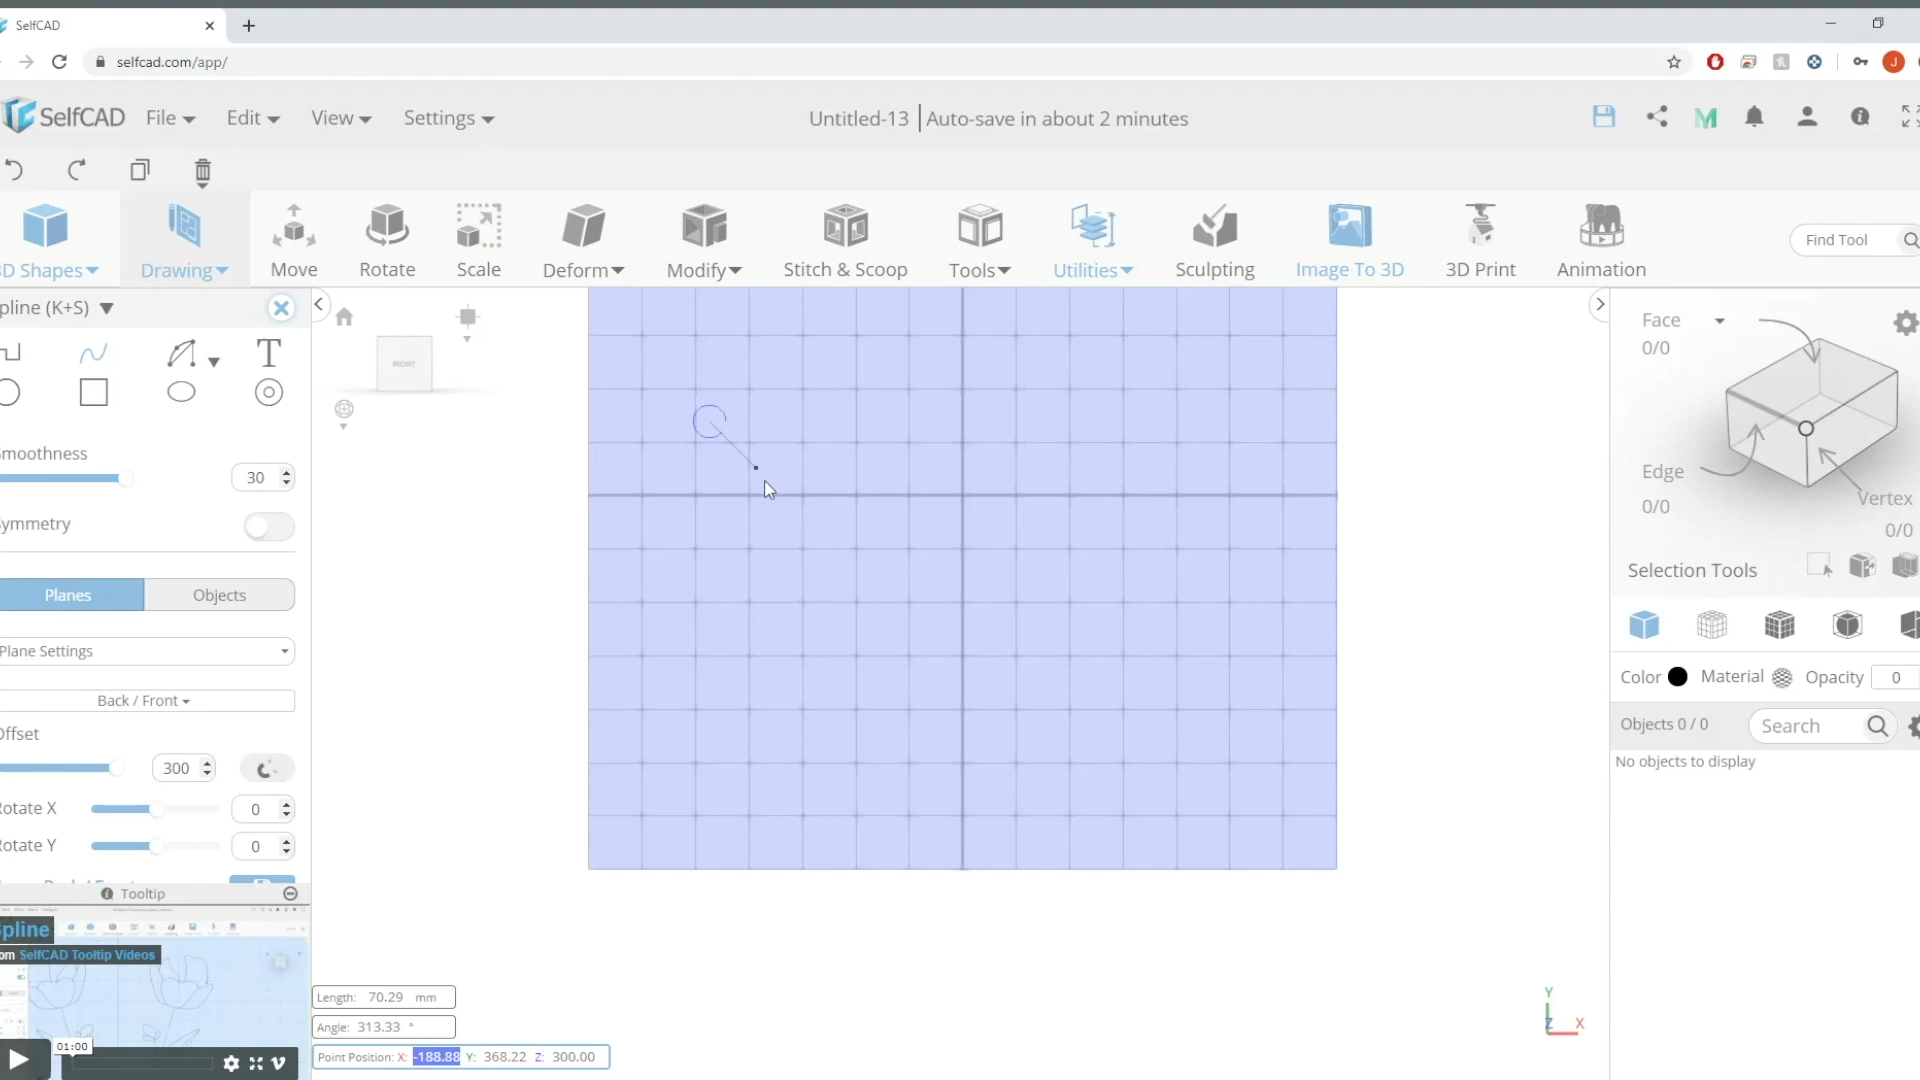 SelfCAD
selfcad.com/app/
J
SelfCAD File Edit View Settings
Untitled-13 Auto-save in about 2 minutes
D Shapes Drawing Move Rotate Scale Deform Modify Stitch & Scoop Tools Utilities Sculpting Image To 3D 3D Print Animation
Find Tool
pline (K+S)
T
moothness
30
ymmetry
Planes Objects
Plane Settings
Back / Front
Offset
300
Rotate X 0
Rotate Y 0
Tooltip
pline
om SelfCAD Tooltip Videos
01:00
FRONT
Length: 70.29 mm
Angle: 313.33 °
Point Position: X: -188.88 Y: 368.22 Z: 300.00
Y
Z X
Face
0/0
Edge
0/0
Vertex
0/0
Selection Tools
Color Material Opacity 0
Objects 0 / 0 Search
No objects to display